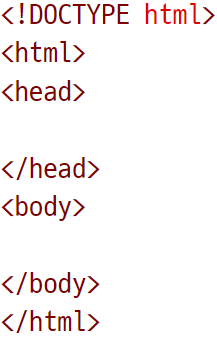 <!DOCTYPE html>
<html>
<head>
</head>
<body>
</body>
</html>